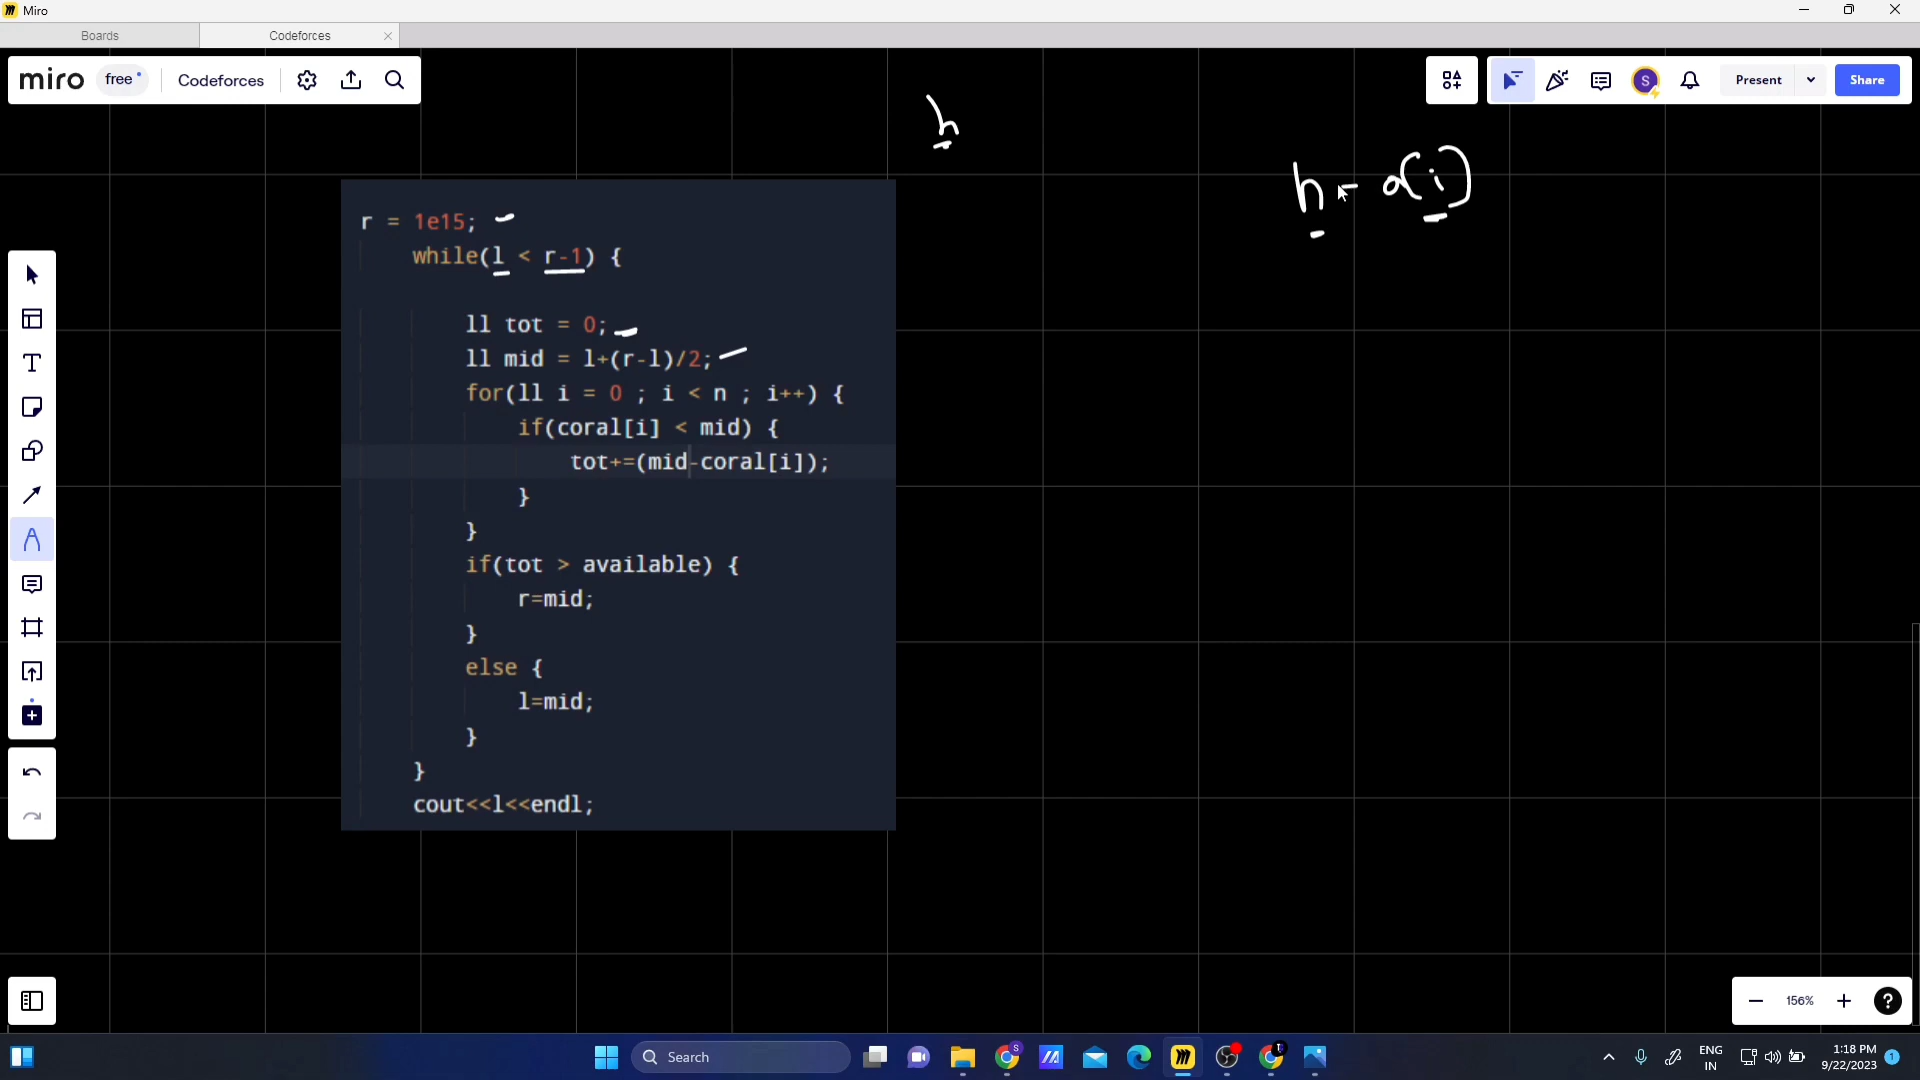 Miro
Boards
Codeforces
miro free Codeforces
S
Present
Share
h
h - a[i]
r = 1e15;
while(l < r-1) {
ll tot = 0;
ll mid = l+(r-l)/2;
for(ll i = 0 ; i < n ; i++) {
if(coral[i] < mid) {
tot+=(mid-coral[i]);
}
}
if(tot > available) {
r=mid;
}
else {
l=mid;
}
}
cout<<l<<endl;
156%
?
Search
ENG
IN
1:18 PM
9/22/2023
1